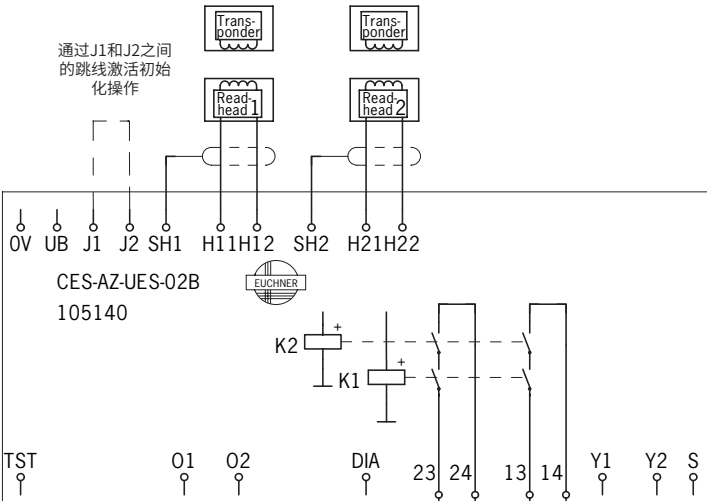 Trans-
ponder
Trans-
ponder
通过J1和J2之间
的跳线激活初始
化操作
Read-
head 1
Read-
head 2
0V UB J1 J2 SH1 H11 H12 SH2 H21 H22
CES-AZ-UES-02B
EUCHNER
105140
K2 +
K1 +
TST O1 O2 DIA 23 24 13 14 Y1 Y2 S